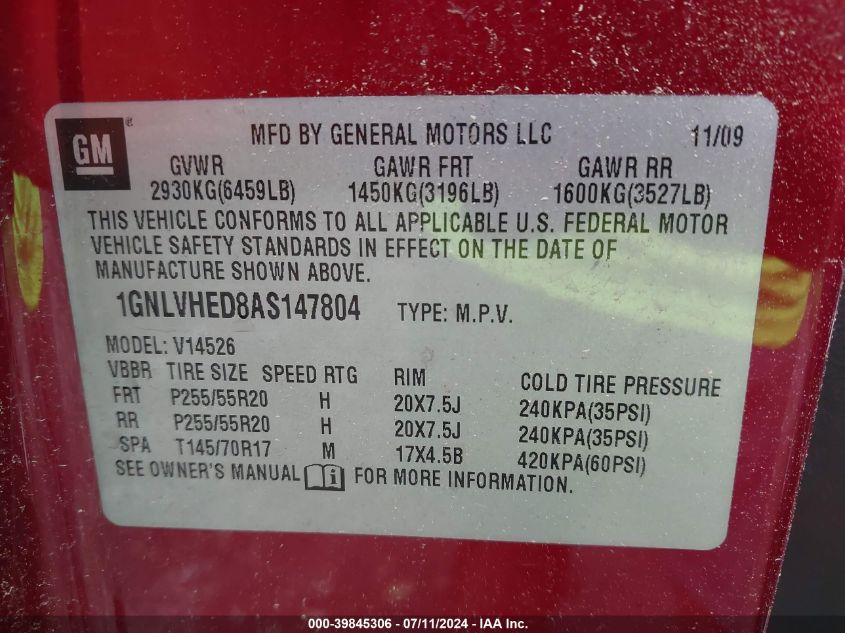 GM ® MFD BY GENERAL MOTORS LLC 11/09
GVWR GAWR FRT GAWR RR
2930KG(6459LB) 1450KG(3196LB) 1600KG(3527LB)
THIS VEHICLE CONFORMS TO ALL APPLICABLE U.S. FEDERAL MOTOR
VEHICLE SAFETY STANDARDS IN EFFECT ON THE DATE OF
MANUFACTURE SHOWN ABOVE.
1GNLVHED8AS147804 TYPE: M.P.V.
MODEL: V14526
VBBR TIRE SIZE SPEED RTG RIM COLD TIRE PRESSURE
FRT P255/55R20 H 20X7.5J 240KPA(35PSI)
RR P255/55R20 H 20X7.5J 240KPA(35PSI)
SPA T145/70R17 M 17X4.5B 420KPA(60PSI)
SEE OWNER'S MANUAL i FOR MORE INFORMATION.
000-39845306 - 07/11/2024 - IAA Inc.